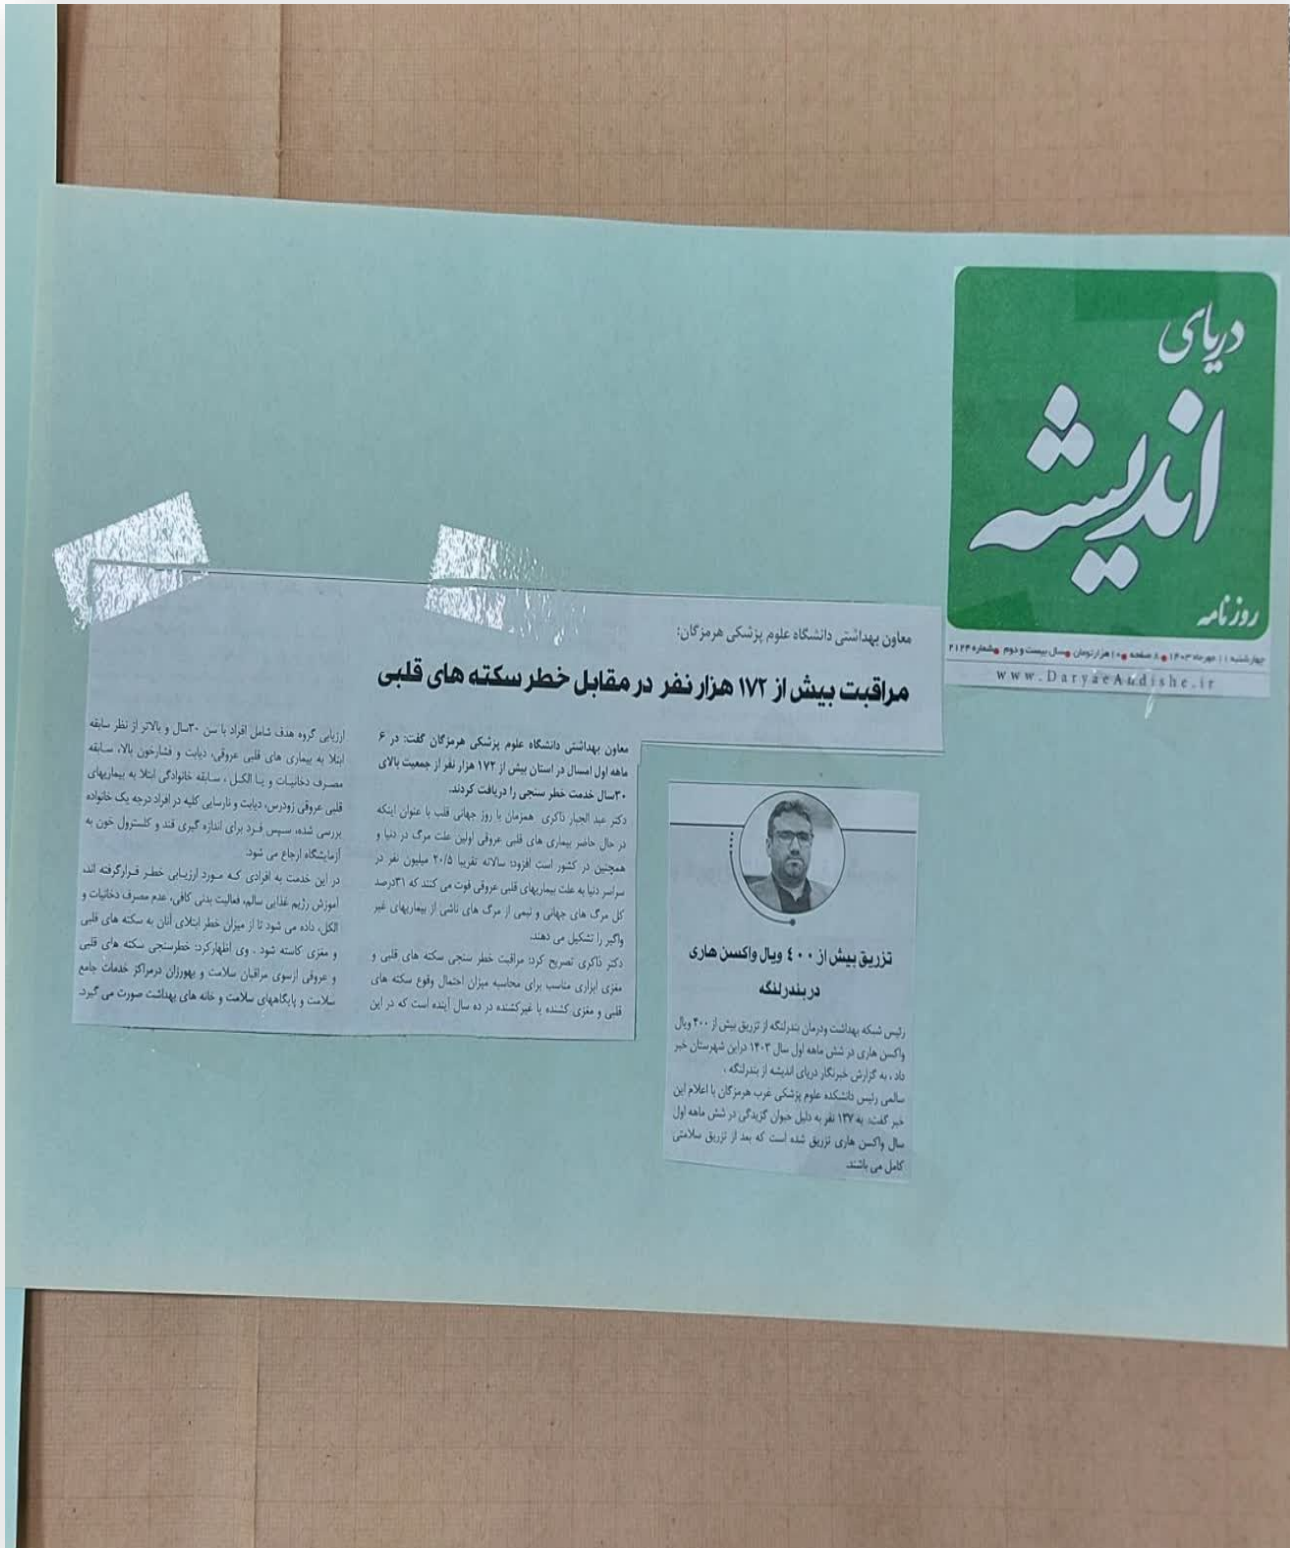 دریای
اندیشه
روزنامه
چهارشنبه ۱۱ مهرماه ۱۴۰۳ ● ۸ صفحه ● ۱۰ هزارتومان ● سال بیست و دوم ● شماره ۲۱۲۴
www.DaryaeAndishe.ir
معاون بهداشتی دانشگاه علوم پزشکی هرمزگان:
مراقبت بیش از ۱۷۲ هزار نفر در مقابل خطر سکته های قلبی
معاون بهداشتی دانشگاه علوم پزشکی هرمزگان گفت: در ۶
ماهه اول امسال در استان بیش از ۱۷۲ هزار نفر از جمعیت بالای
۳۰سال خدمت خطر سنجی را دریافت کردند.
دکتر عبد الجبار ذاکری همزمان با روز جهانی قلب با عنوان اینکه
در حال حاضر بیماری های قلبی عروقی اولین علت مرگ در دنیا و
همچنین در کشور است افزود: سالانه تقریبا ۲۰/۵ میلیون نفر در
سراسر دنیا به علت بیماریهای قلبی عروقی فوت می کنند که ۳۱درصد
کل مرگ های جهانی و نیمی از مرگ های ناشی از بیماریهای غیر
واگیر را تشکیل می دهند.
دکتر ذاکری تصریح کرد: مراقبت خطر سنجی سکته های قلبی و
مغزی ابزاری مناسب برای محاسبه میزان احتمال وقوع سکته های
قلبی و مغزی کشنده یا غیرکشنده در ده سال آینده است که در این
ارزیابی گروه هدف شامل افراد با سن ۳۰سال و بالاتر از نظر سابقه
ابتلا به بیماری های قلبی عروقی، دیابت و فشارخون بالا، سابقه
مصرف دخانیات و یا الکل ، سابقه خانوادگی ابتلا به بیماریهای
قلبی عروقی زودرس، دیابت و نارسایی کلیه در افراد درجه یک خانواده
بررسی شده، سپس فرد برای اندازه گیری قند و کلسترول خون به
آزمایشگاه ارجاع می شود.
در این خدمت به افرادی که مورد ارزیابی خطر قرارگرفته اند،
آموزش رژیم غذایی سالم، فعالیت بدنی کافی، عدم مصرف دخانیات و
الکل، داده می شود تا از میزان خطر ابتلای آنان به سکته های قلبی
و مغزی کاسته شود . وی اظهارکرد: خطرسنجی سکته های قلبی
و عروقی ازسوی مراقبان سلامت و بهورزان درمراکز خدمات جامع
سلامت و پایگاههای سلامت و خانه های بهداشت صورت می گیرد.
تزریق بیش از ۴۰۰ ویال واکسن هاری
در بندرلنگه
رئیس شبکه بهداشت ودرمان بندرلنگه از تزریق بیش از ۴۰۰ ویال
واکسن هاری در شش ماهه اول سال ۱۴۰۳ دراین شهرستان خبر
داد ، به گزارش خبرنگار دریای اندیشه از بندرلنگه ،
سالمی رئیس دانشکده علوم پزشکی غرب هرمزگان با اعلام این
خبر گفت: به ۱۳۷ نفر به دلیل حیوان گزیدگی در شش ماهه اول
سال واکسن هاری تزریق شده است که بعد از تزریق سلامتی
کامل می باشند.